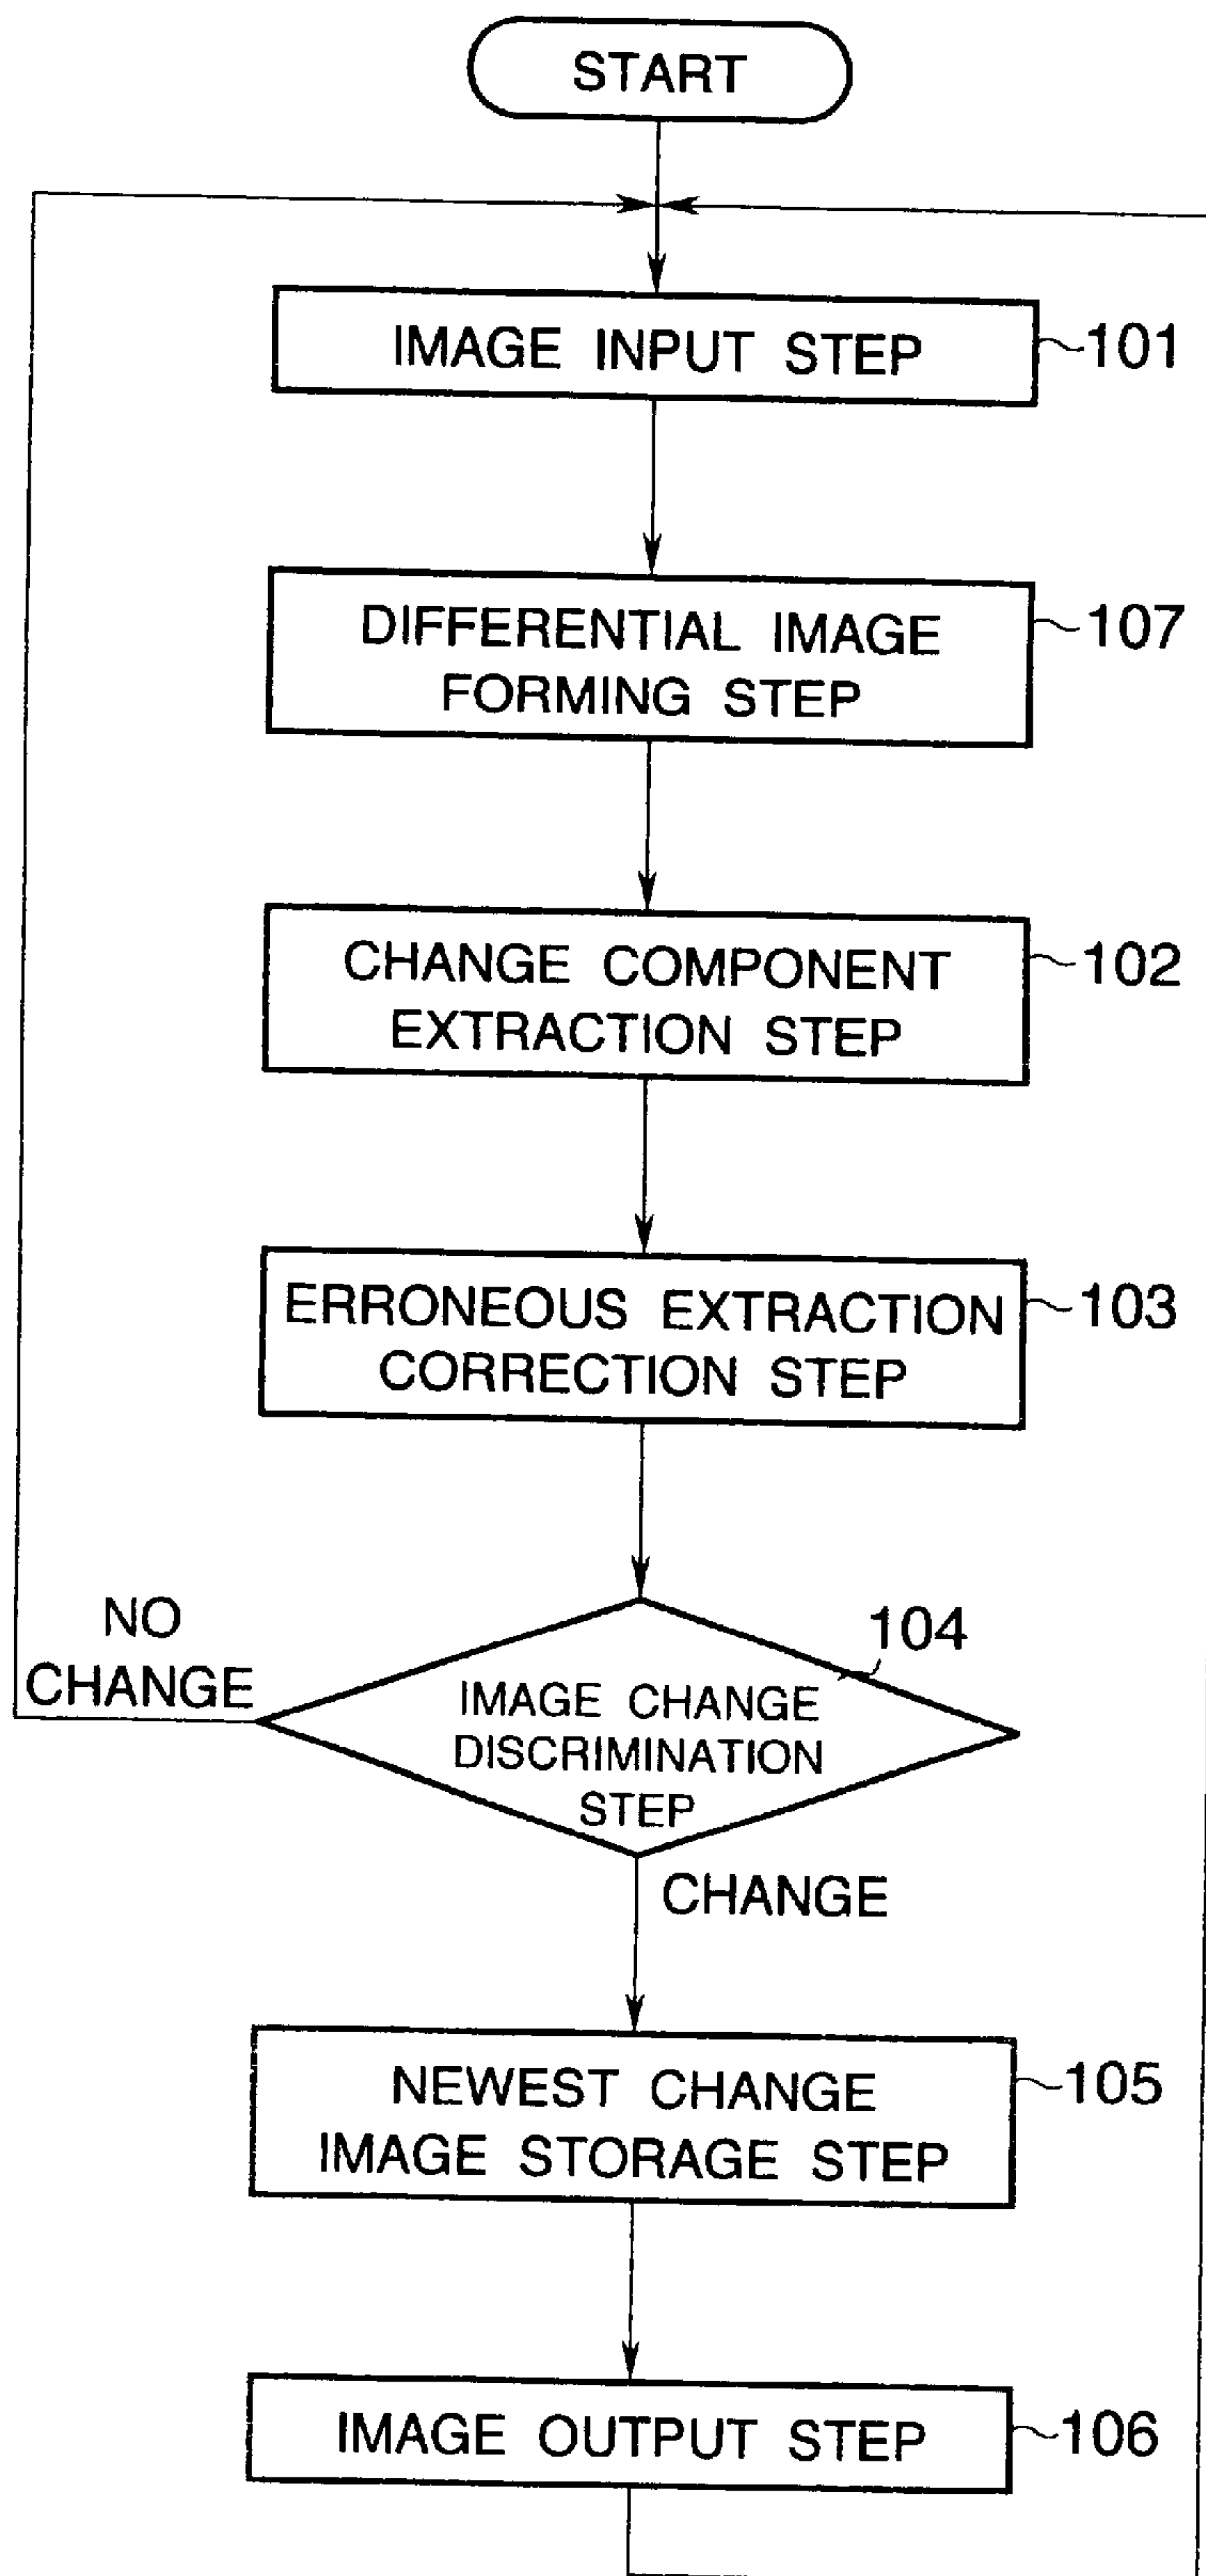 START
IMAGE INPUT STEP
101
DIFFERENTIAL IMAGE
FORMING STEP
107
CHANGE COMPONENT
EXTRACTION STEP
102
ERRONEOUS EXTRACTION
CORRECTION STEP
103
NO
CHANGE
104
IMAGE CHANGE
DISCRIMINATION
STEP
CHANGE
NEWEST CHANGE
IMAGE STORAGE STEP
105
IMAGE OUTPUT STEP
106